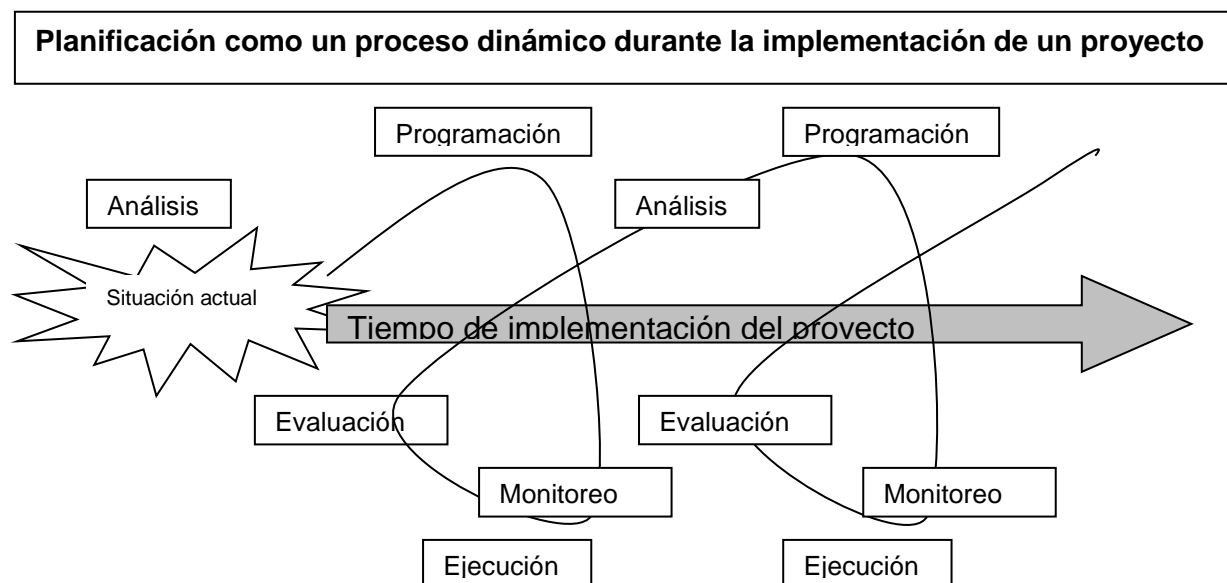 Planificación como un proceso dinámico durante la implementación de un proyecto
Programación
Programación
Análisis
Análisis
Situación actual
Tiempo de implementación del proyecto
Evaluación
Evaluación
Monitoreo
Monitoreo
Ejecución
Ejecución